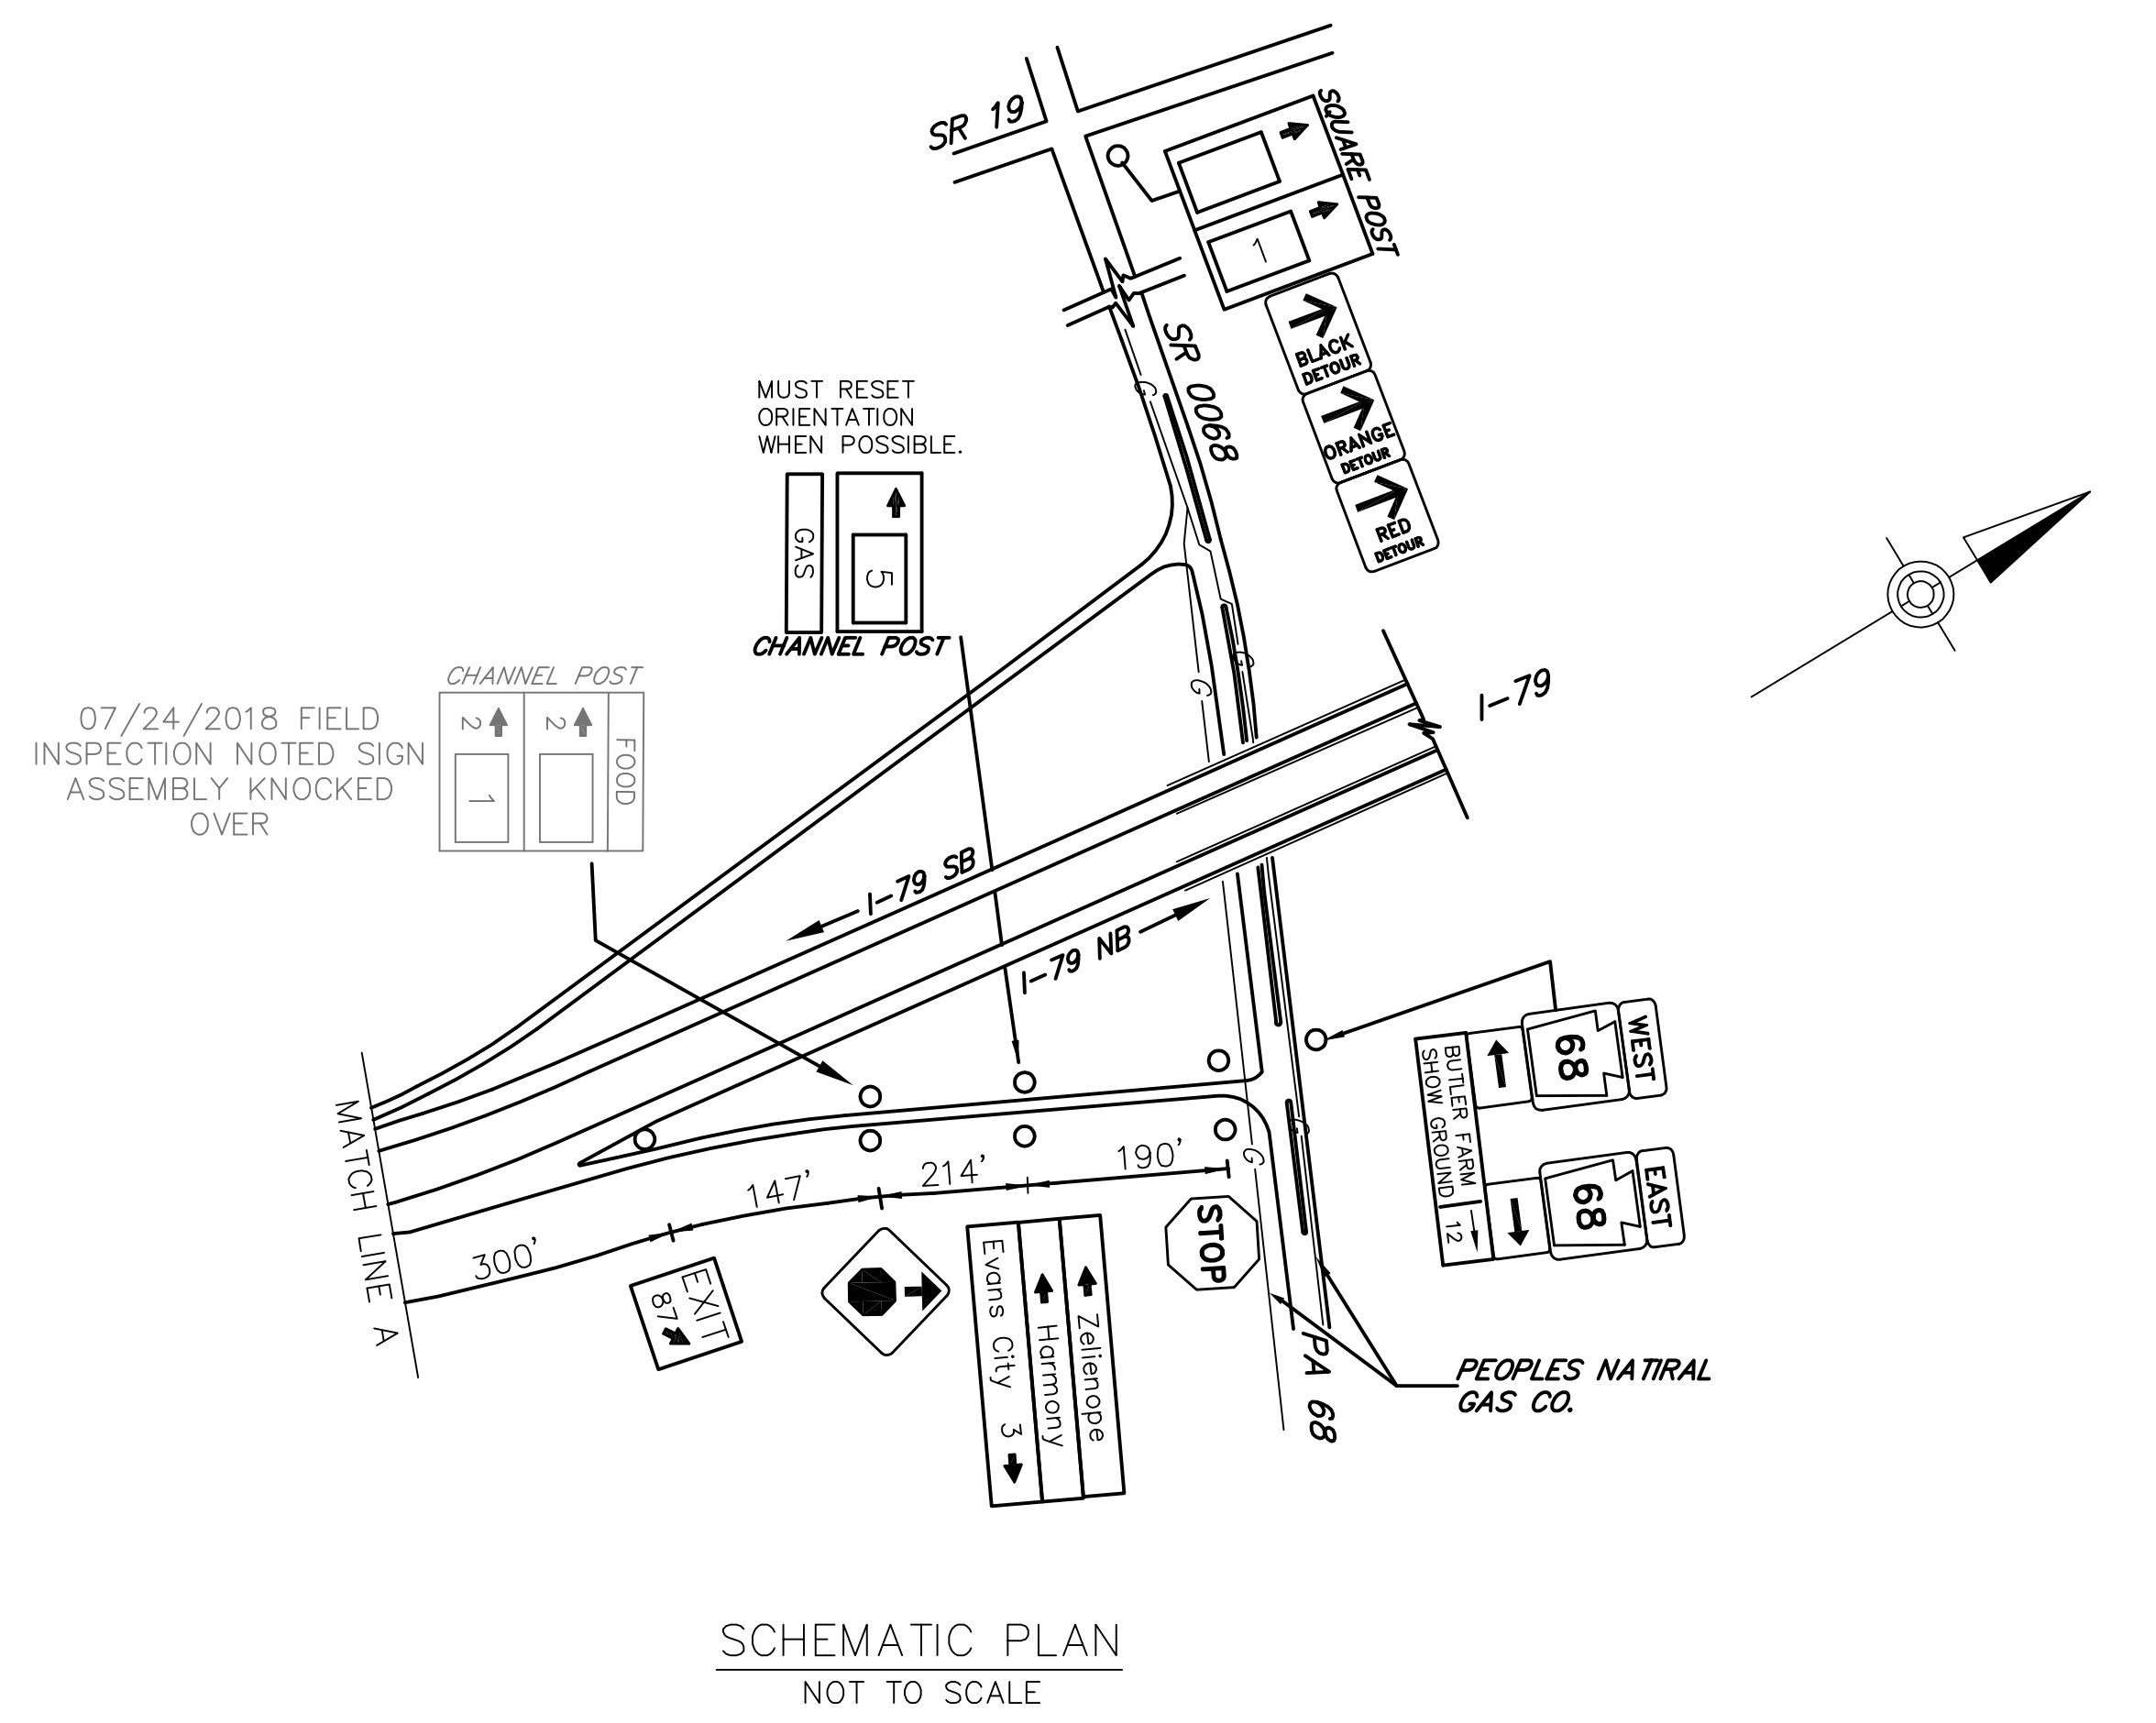 SR 19
SQUARE POST
1
SR 0068
BLACK
DETOUR
ORANGE
DETOUR
RED
DETOUR
MUST RESET
ORIENTATION
WHEN POSSIBLE.
GAS
5
CHANNEL POST
G
G
G
CHANNEL POST
07/24/2018 FIELD
INSPECTION NOTED SIGN
ASSEMBLY KNOCKED
OVER
2
2
1
FOOD
I-79
I-79 SB
I-79 NB
WEST
68
BUTLER FARM
SHOW GROUND
12
EAST
68
MATCH LINE A
300'
147'
214'
190'
G
G
EXIT
87
Evans City 3
Harmony
Zelienope
STOP
PA 68
PEOPLES NATIRAL
GAS CO.
SCHEMATIC PLAN
NOT TO SCALE